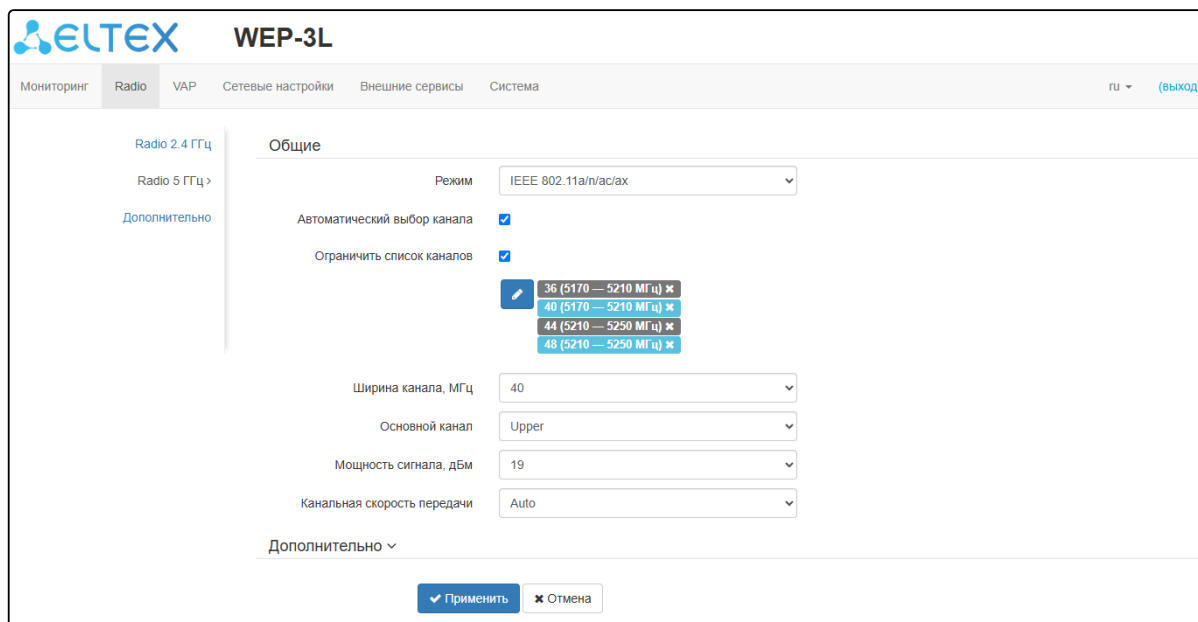 ELTEX WEP-3L
Мониторинг Radio VAP Сетевые настройки Внешние сервисы Система ru (выход
Radio 2.4 ГГц
Radio 5 ГГц >
Дополнительно
Общие
Режим IEEE 802.11a/n/ac/ax
Автоматический выбор канала
Ограничить список каналов
36 (5170 — 5210 МГц) ✖
40 (5170 — 5210 МГц) ✖
44 (5210 — 5250 МГц) ✖
48 (5210 — 5250 МГц) ✖
Ширина канала, МГц 40
Основной канал Upper
Мощность сигнала, дБм 19
Канальная скорость передачи Auto
Дополнительно
✔ Применить ✖ Отмена